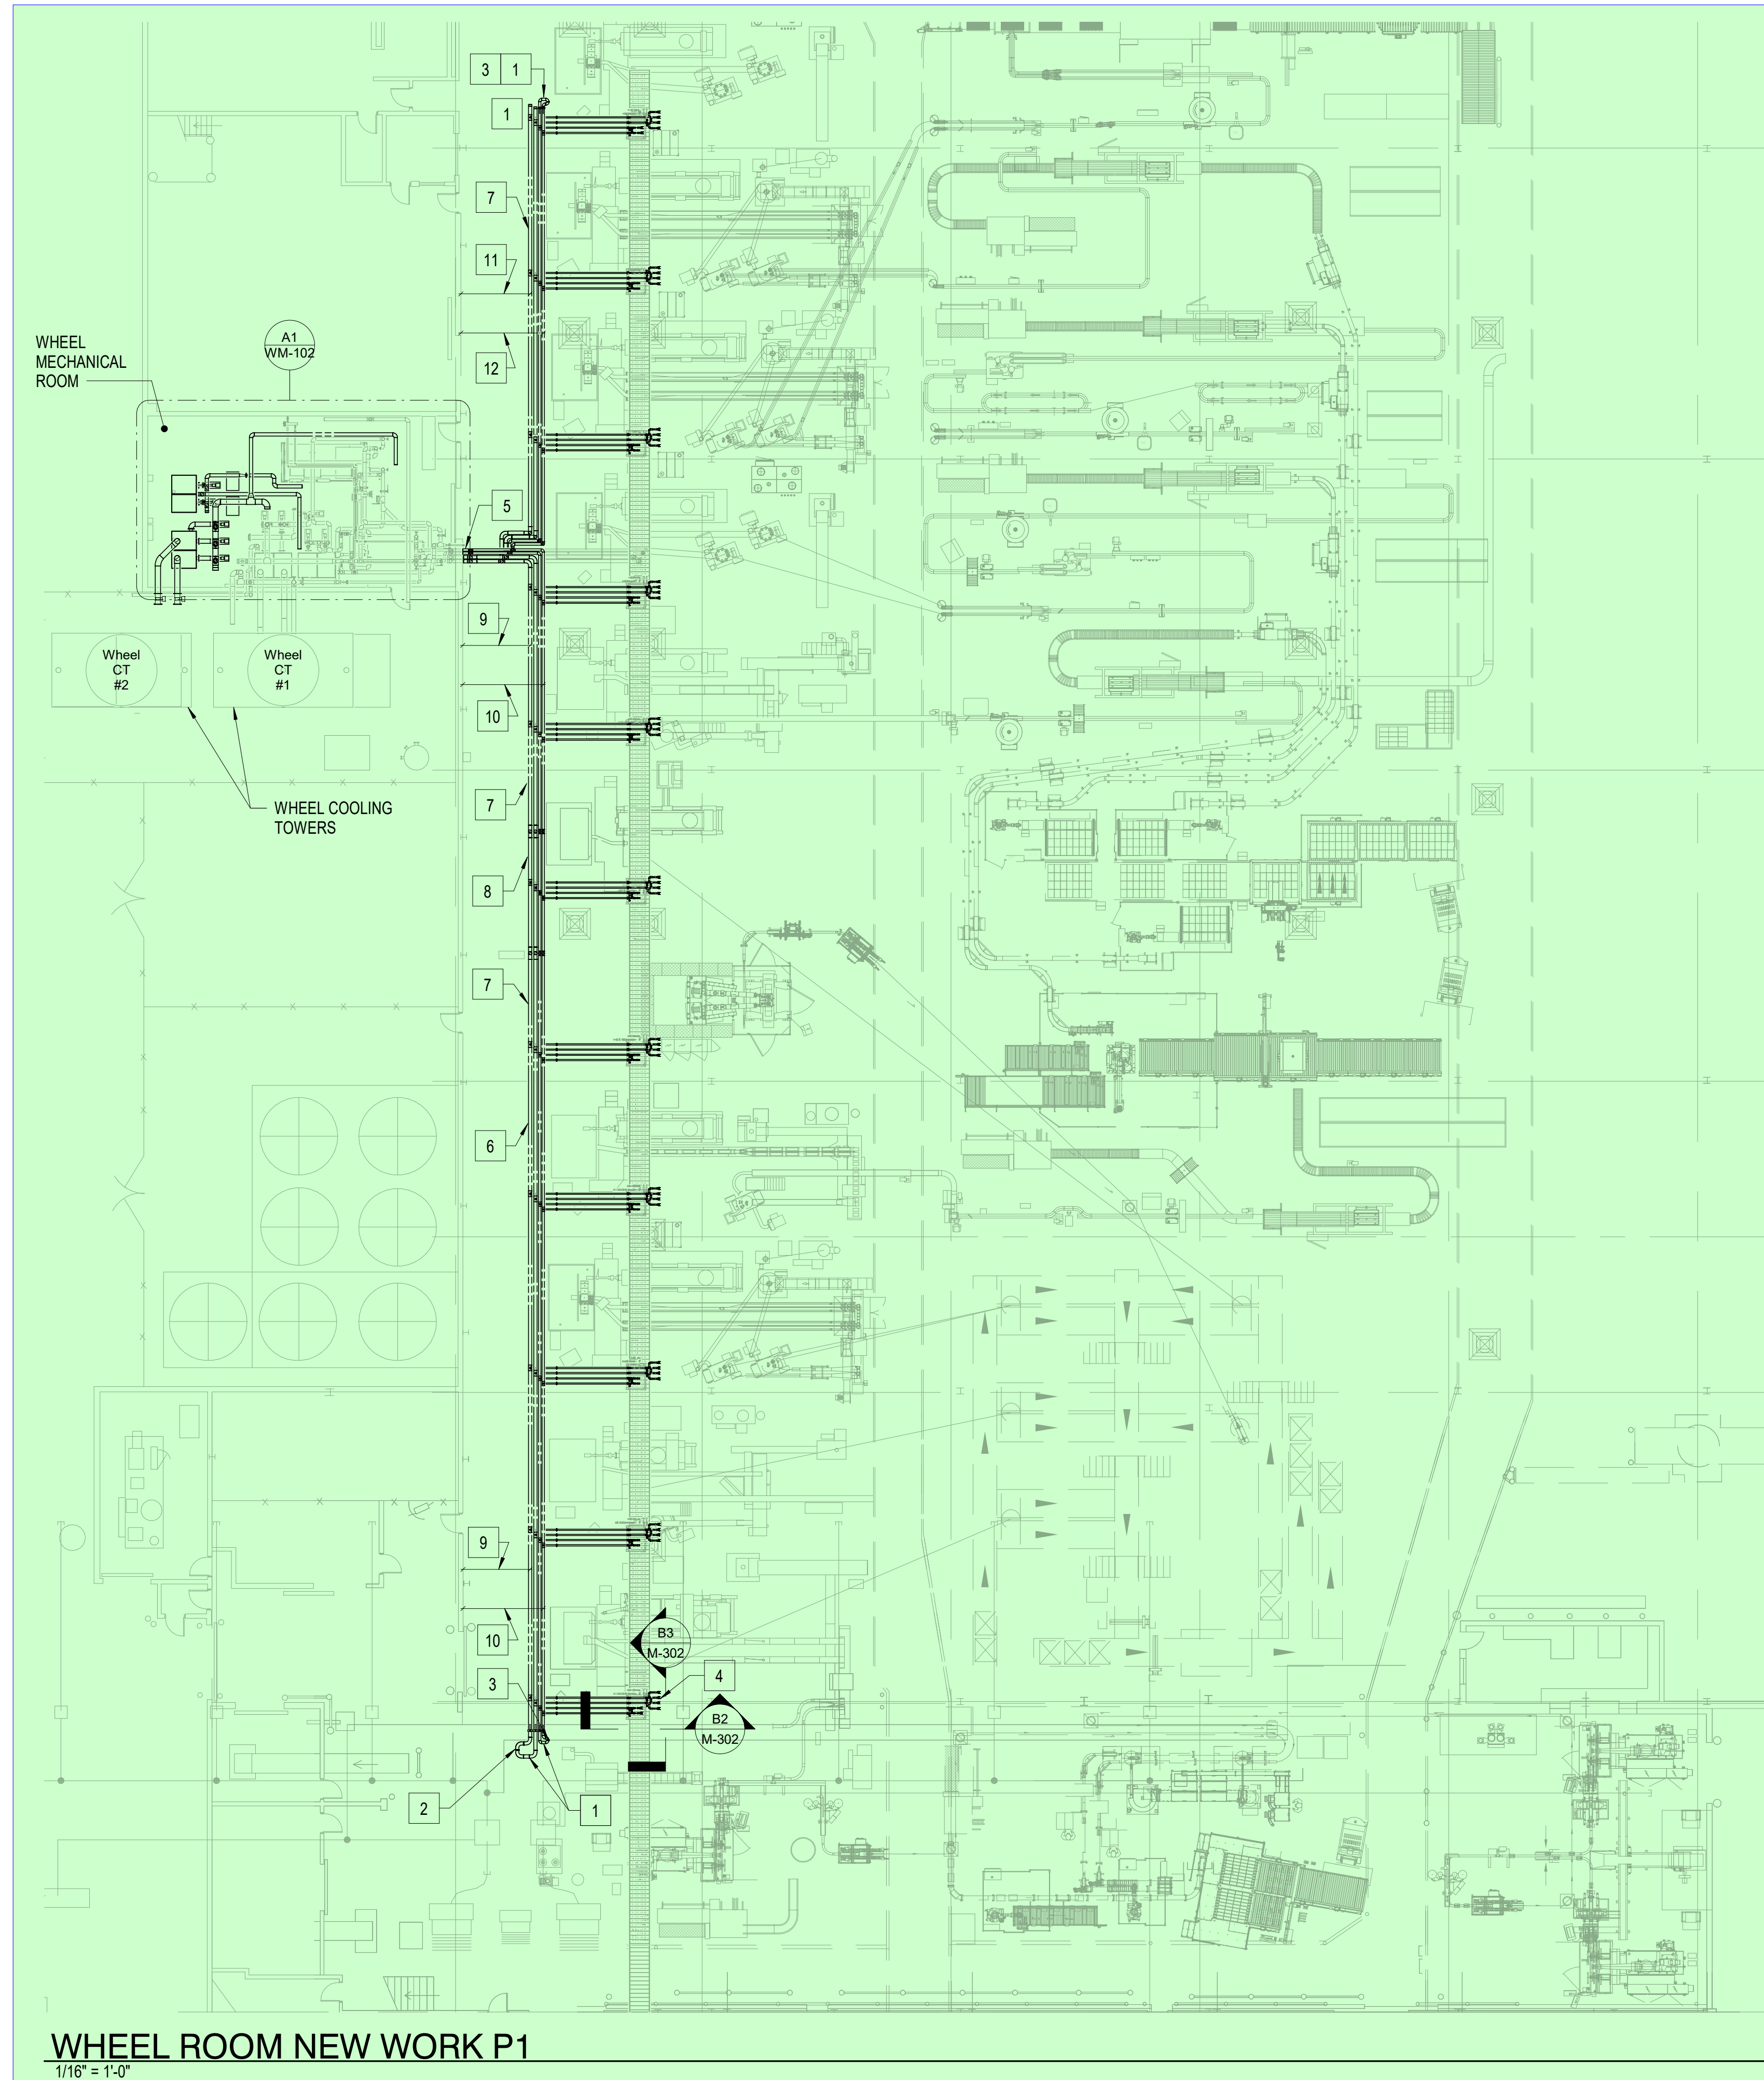 3 1
1
7
11
WHEEL
MECHANICAL
ROOM
A1
WM-102
12
5
9
Wheel
CT
#2
Wheel
CT
#1
10
7
WHEEL COOLING
TOWERS
8
7
6
9
B3
M-302
10
4
3
B2
M-302
2
1
WHEEL ROOM NEW WORK P1
1/16" = 1'-0"